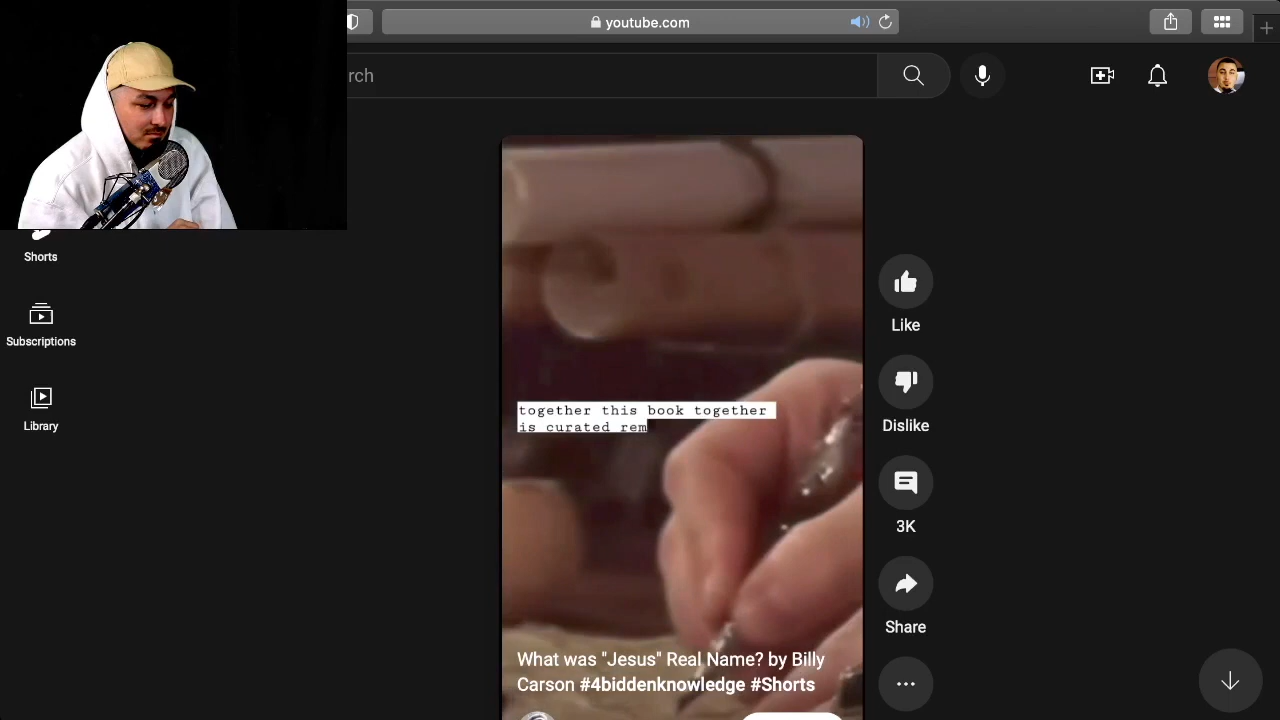 youtube.com
rch
Shorts
Subscriptions
Library
together this book together
is curated rem
Like
Dislike
3K
Share
What was "Jesus" Real Name? by Billy
Carson #4biddenknowledge #Shorts